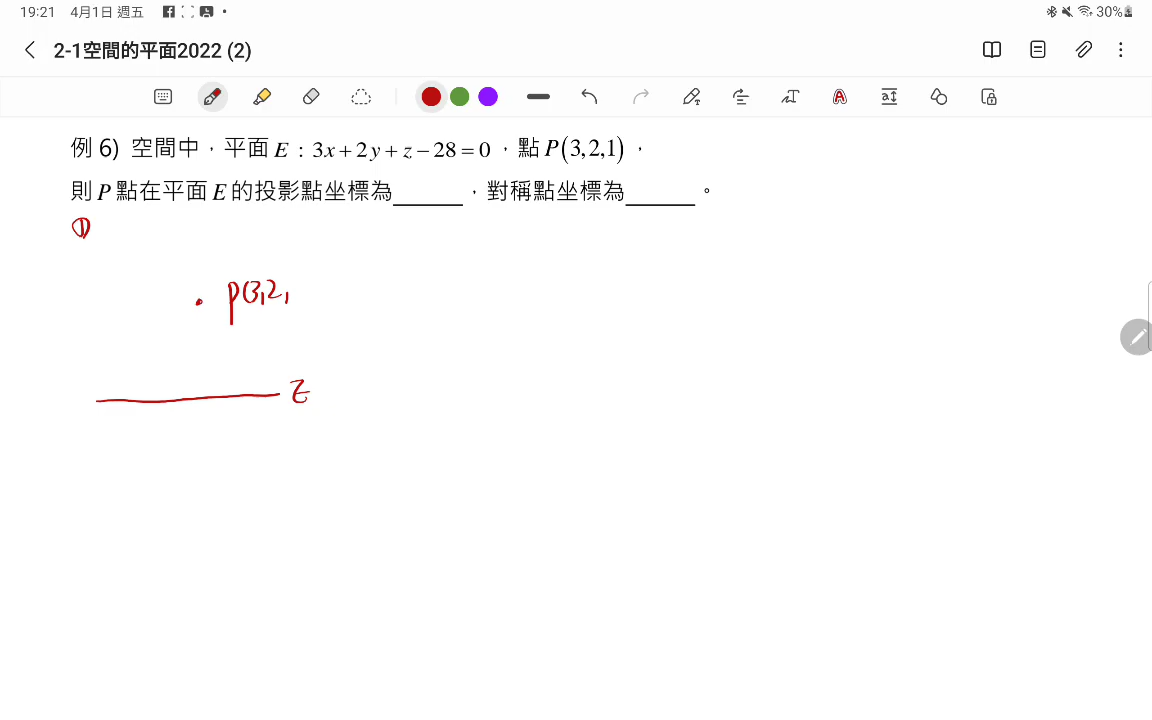 19:21 4月1日 週五 30%
2-1空間的平面2022 (2)
例 6) 空間中，平面 E : 3x+2y+z−28=0，點 P(3,2,1)，
則 P 點在平面 E 的投影點坐標為______，對稱點坐標為______。
①
P(3,2,
E